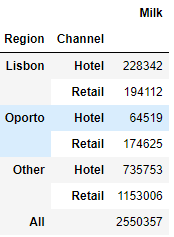 Milk
Region Channel
Lisbon Hotel 228342
Retail 194112
Oporto Hotel 64519
Retail 174625
Other Hotel 735753
Retail 1153006
All 2550357